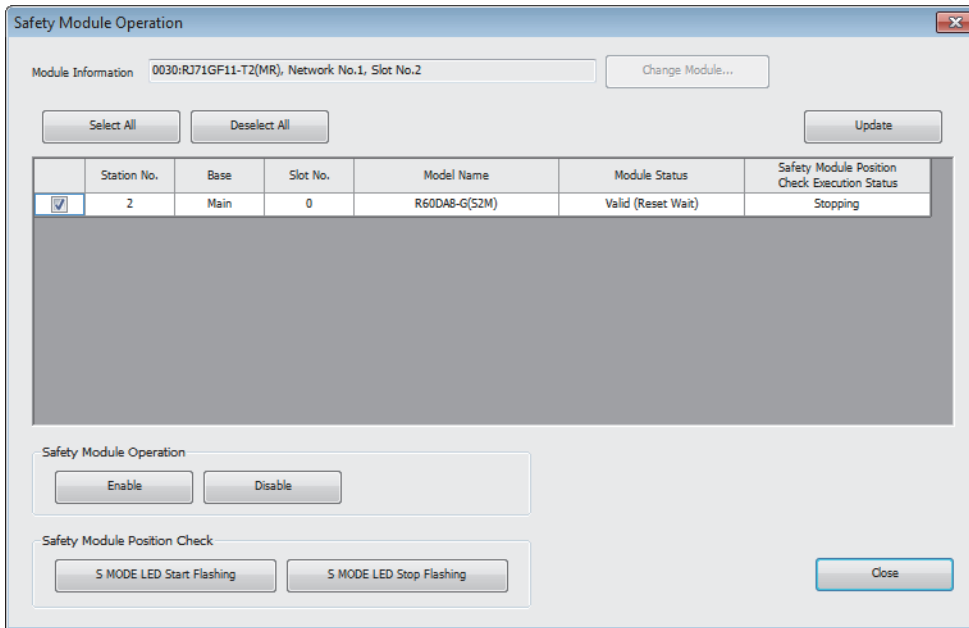 Safety Module Operation
Module Information 0030:RJ71GF11-T2(MR), Network No.1, Slot No.2 Change Module...
Select All Deselect All Update
Station No. Base Slot No. Model Name Module Status Safety Module Position
Check Execution Status
2 Main 0 R60DA8-G(S2M) Valid (Reset Wait) Stopping
Safety Module Operation
Enable Disable
Safety Module Position Check
S MODE LED Start Flashing S MODE LED Stop Flashing Close